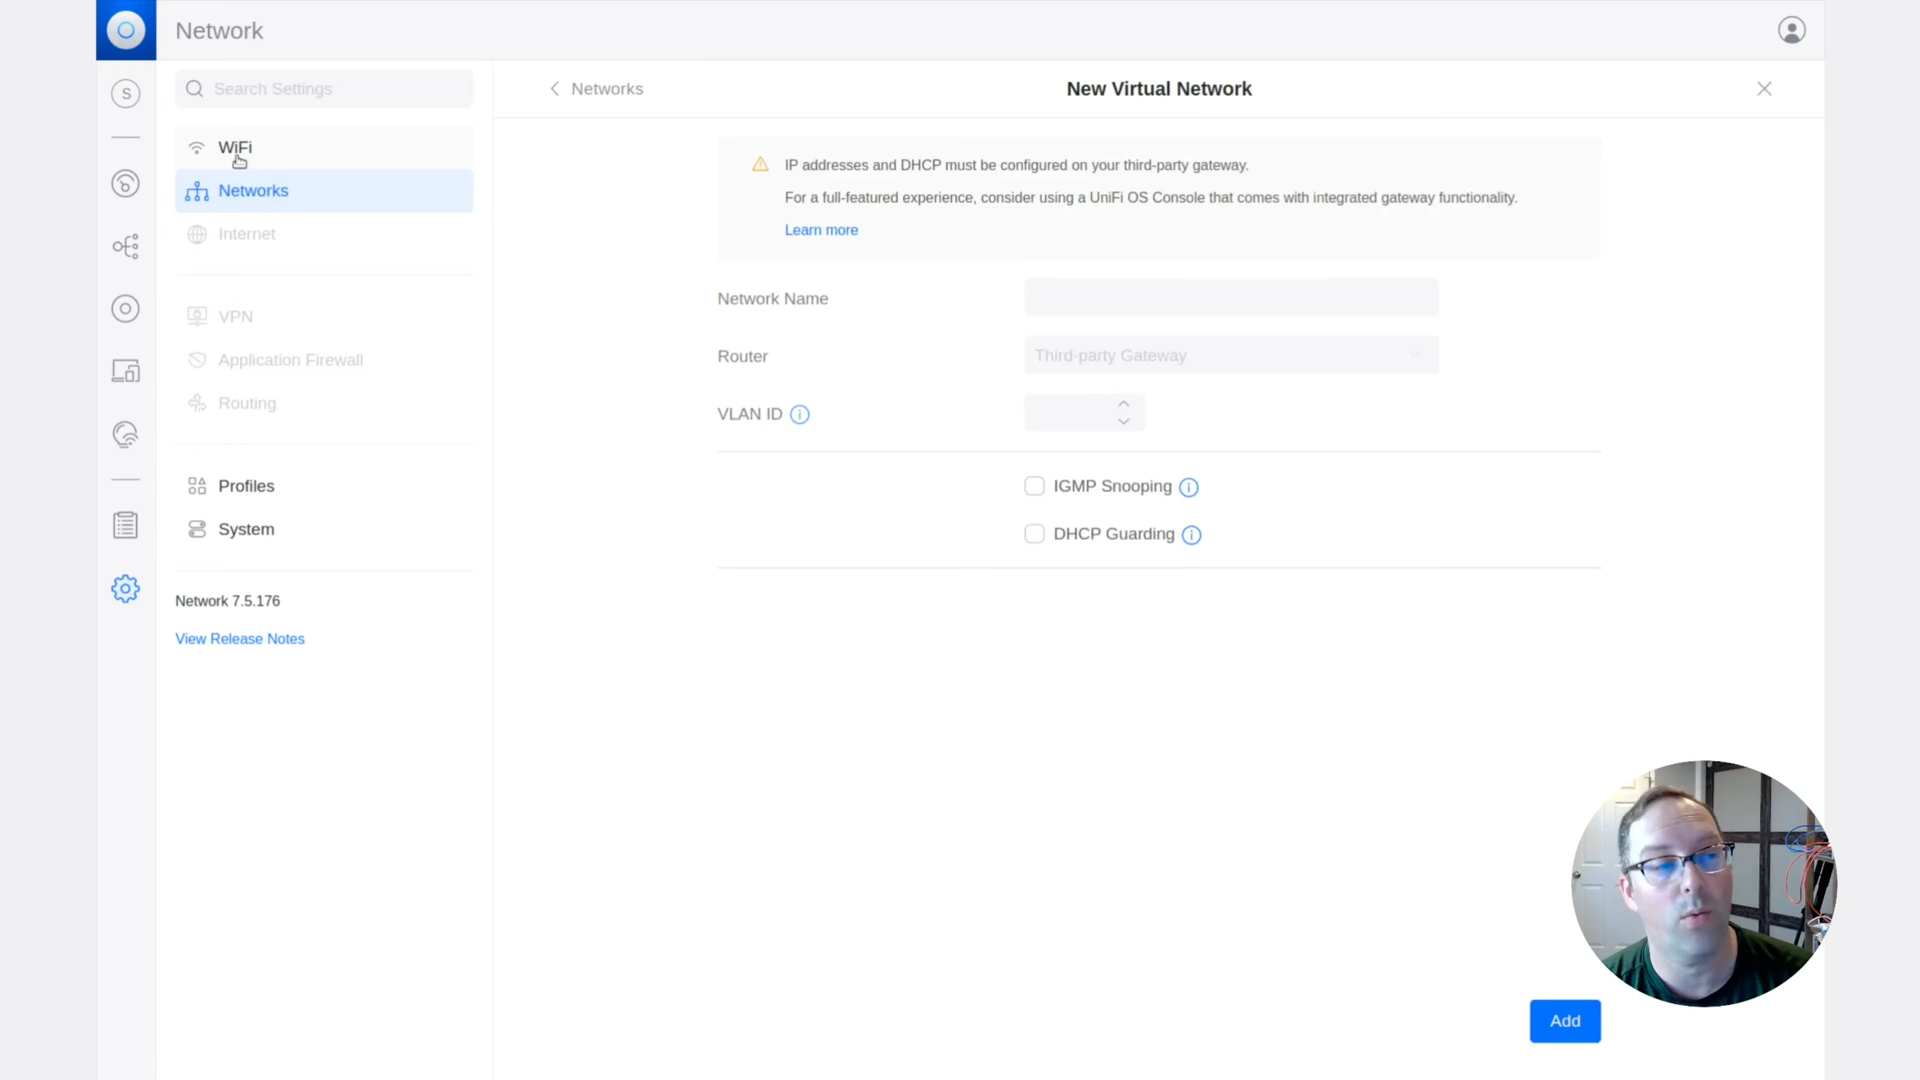 Network
S
Search Settings
WiFi
Networks
Internet
VPN
Application Firewall
Routing
Profiles
System
Network 7.5.176
View Release Notes
Networks
New Virtual Network
IP addresses and DHCP must be configured on your third-party gateway.
For a full-featured experience, consider using a UniFi OS Console that comes with integrated gateway functionality.
Learn more
Network Name
Router
Third-party Gateway
VLAN ID
IGMP Snooping
DHCP Guarding
Add